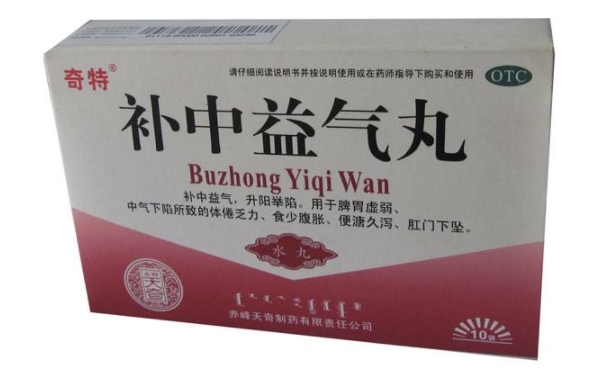 奇特®
请仔细阅读说明书并按说明使用或在药师指导下购买和使用
OTC
补中益气丸
Buzhong Yiqi Wan
补中益气，升阳举陷。用于脾胃虚弱、
中气下陷所致的体倦乏力、食少腹胀、便溏久泻、肛门下坠。
水丸
赤峰天奇制药有限责任公司
10袋